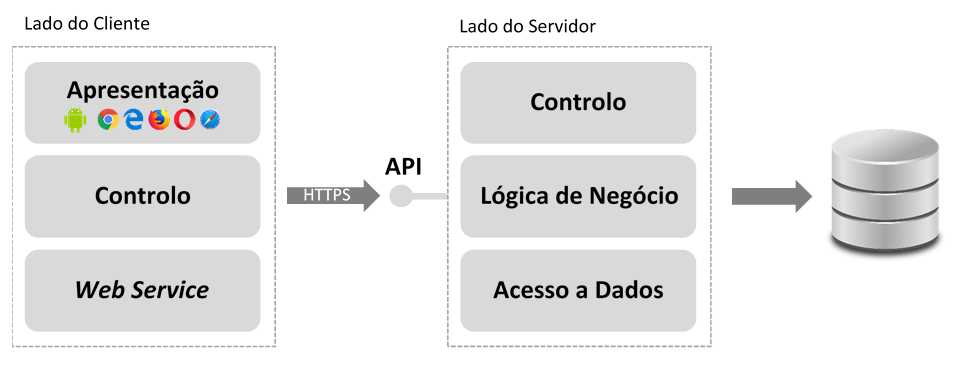 Lado do Cliente
Apresentação
Controlo
Web Service
HTTPS
API
Lado do Servidor
Controlo
Lógica de Negócio
Acesso a Dados